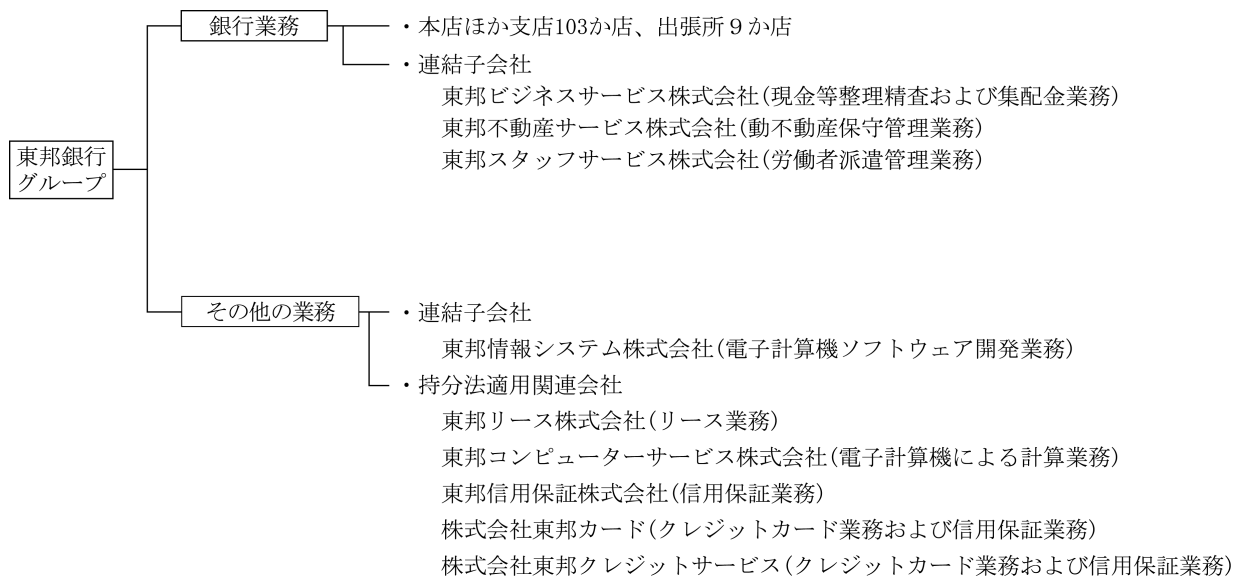 銀行業務
・本店ほか支店103か店、出張所９か店
・連結子会社
東邦ビジネスサービス株式会社(現金等整理精査および集配金業務)
東邦不動産サービス株式会社(動不動産保守管理業務)
東邦スタッフサービス株式会社(労働者派遣管理業務)
東邦銀行
グループ
その他の業務
・連結子会社
東邦情報システム株式会社(電子計算機ソフトウェア開発業務)
・持分法適用関連会社
東邦リース株式会社(リース業務)
東邦コンピューターサービス株式会社(電子計算機による計算業務)
東邦信用保証株式会社(信用保証業務)
株式会社東邦カード(クレジットカード業務および信用保証業務)
株式会社東邦クレジットサービス(クレジットカード業務および信用保証業務)